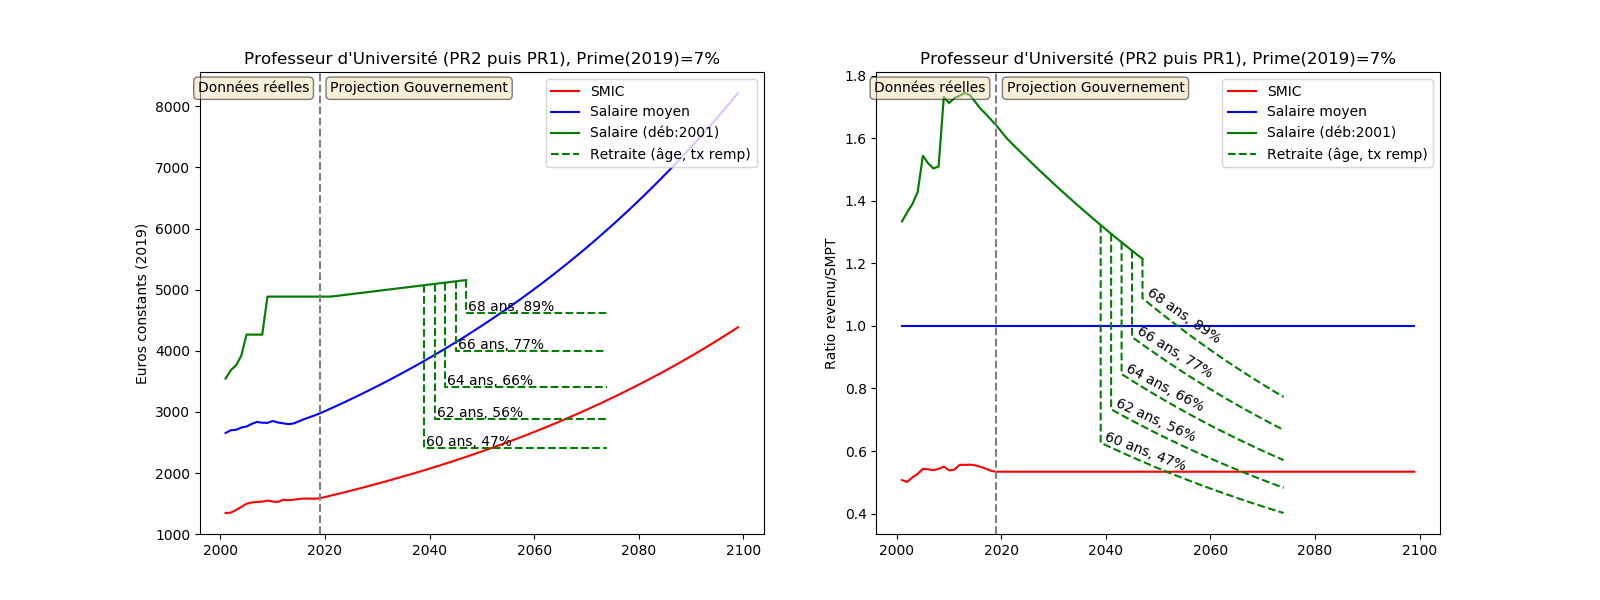 Professeur d'Université (PR2 puis PR1), Prime(2019)=7%
Données réelles
Projection Gouvernement
SMIC
Salaire moyen
Salaire (déb:2001)
Retraite (âge, tx remp)
Euros constants (2019)
8000
7000
6000
5000
4000
3000
2000
1000
68 ans, 89%
66 ans, 77%
64 ans, 66%
62 ans, 56%
60 ans, 47%
2000
2020
2040
2060
2080
2100
Professeur d'Université (PR2 puis PR1), Prime(2019)=7%
Données réelles
Projection Gouvernement
SMIC
Salaire moyen
Salaire (déb:2001)
Retraite (âge, tx remp)
Ratio revenu/SMPT
1.8
1.6
1.4
1.2
1.0
0.8
0.6
0.4
68 ans, 89%
66 ans, 77%
64 ans, 66%
62 ans, 56%
60 ans, 47%
2000
2020
2040
2060
2080
2100